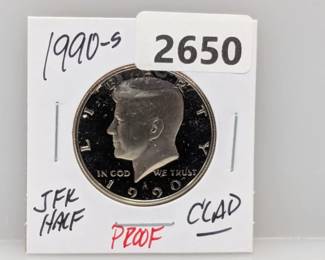 1990-S
2650
LIBERTY
IN GOD WE TRUST
1990
JFK HALF
PROOF
CLAD